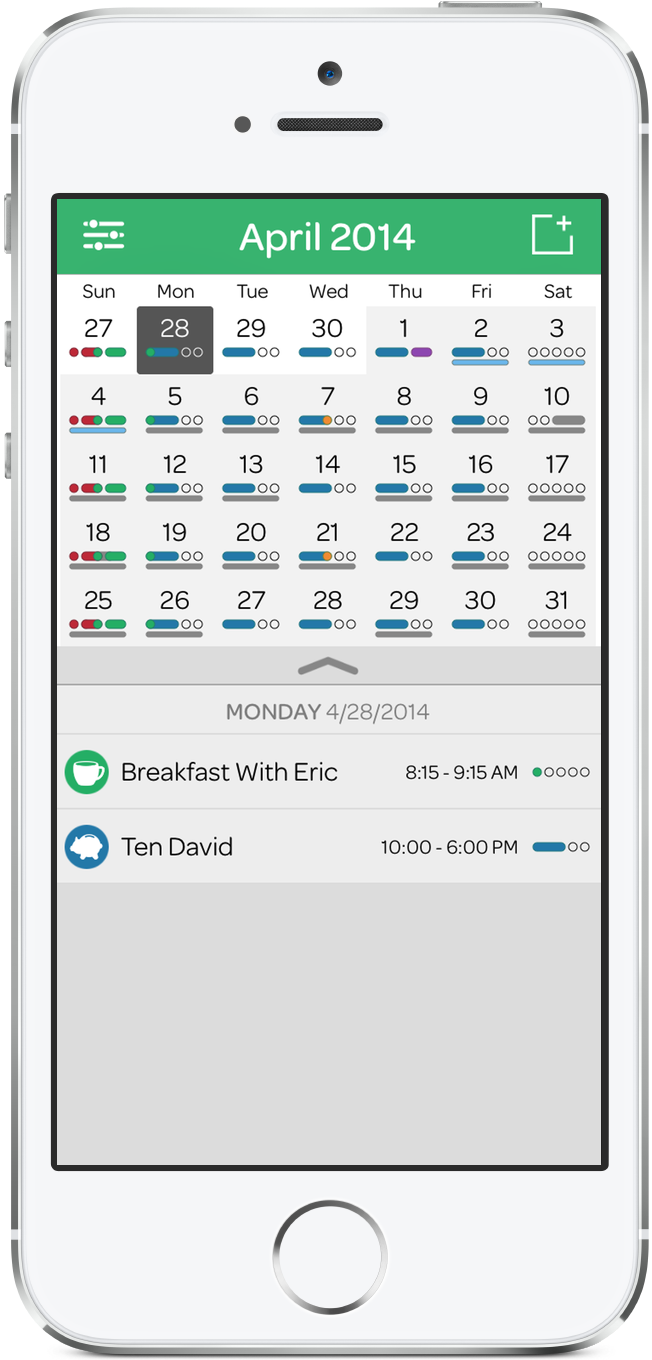 April 2014
Sun Mon Tue Wed Thu Fri Sat
27 28 29 30 1 2 3
4 5 6 7 8 9 10
11 12 13 14 15 16 17
18 19 20 21 22 23 24
25 26 27 28 29 30 31
MONDAY 4/28/2014
Breakfast With Eric 8:15 - 9:15 AM
Ten David 10:00 - 6:00 PM